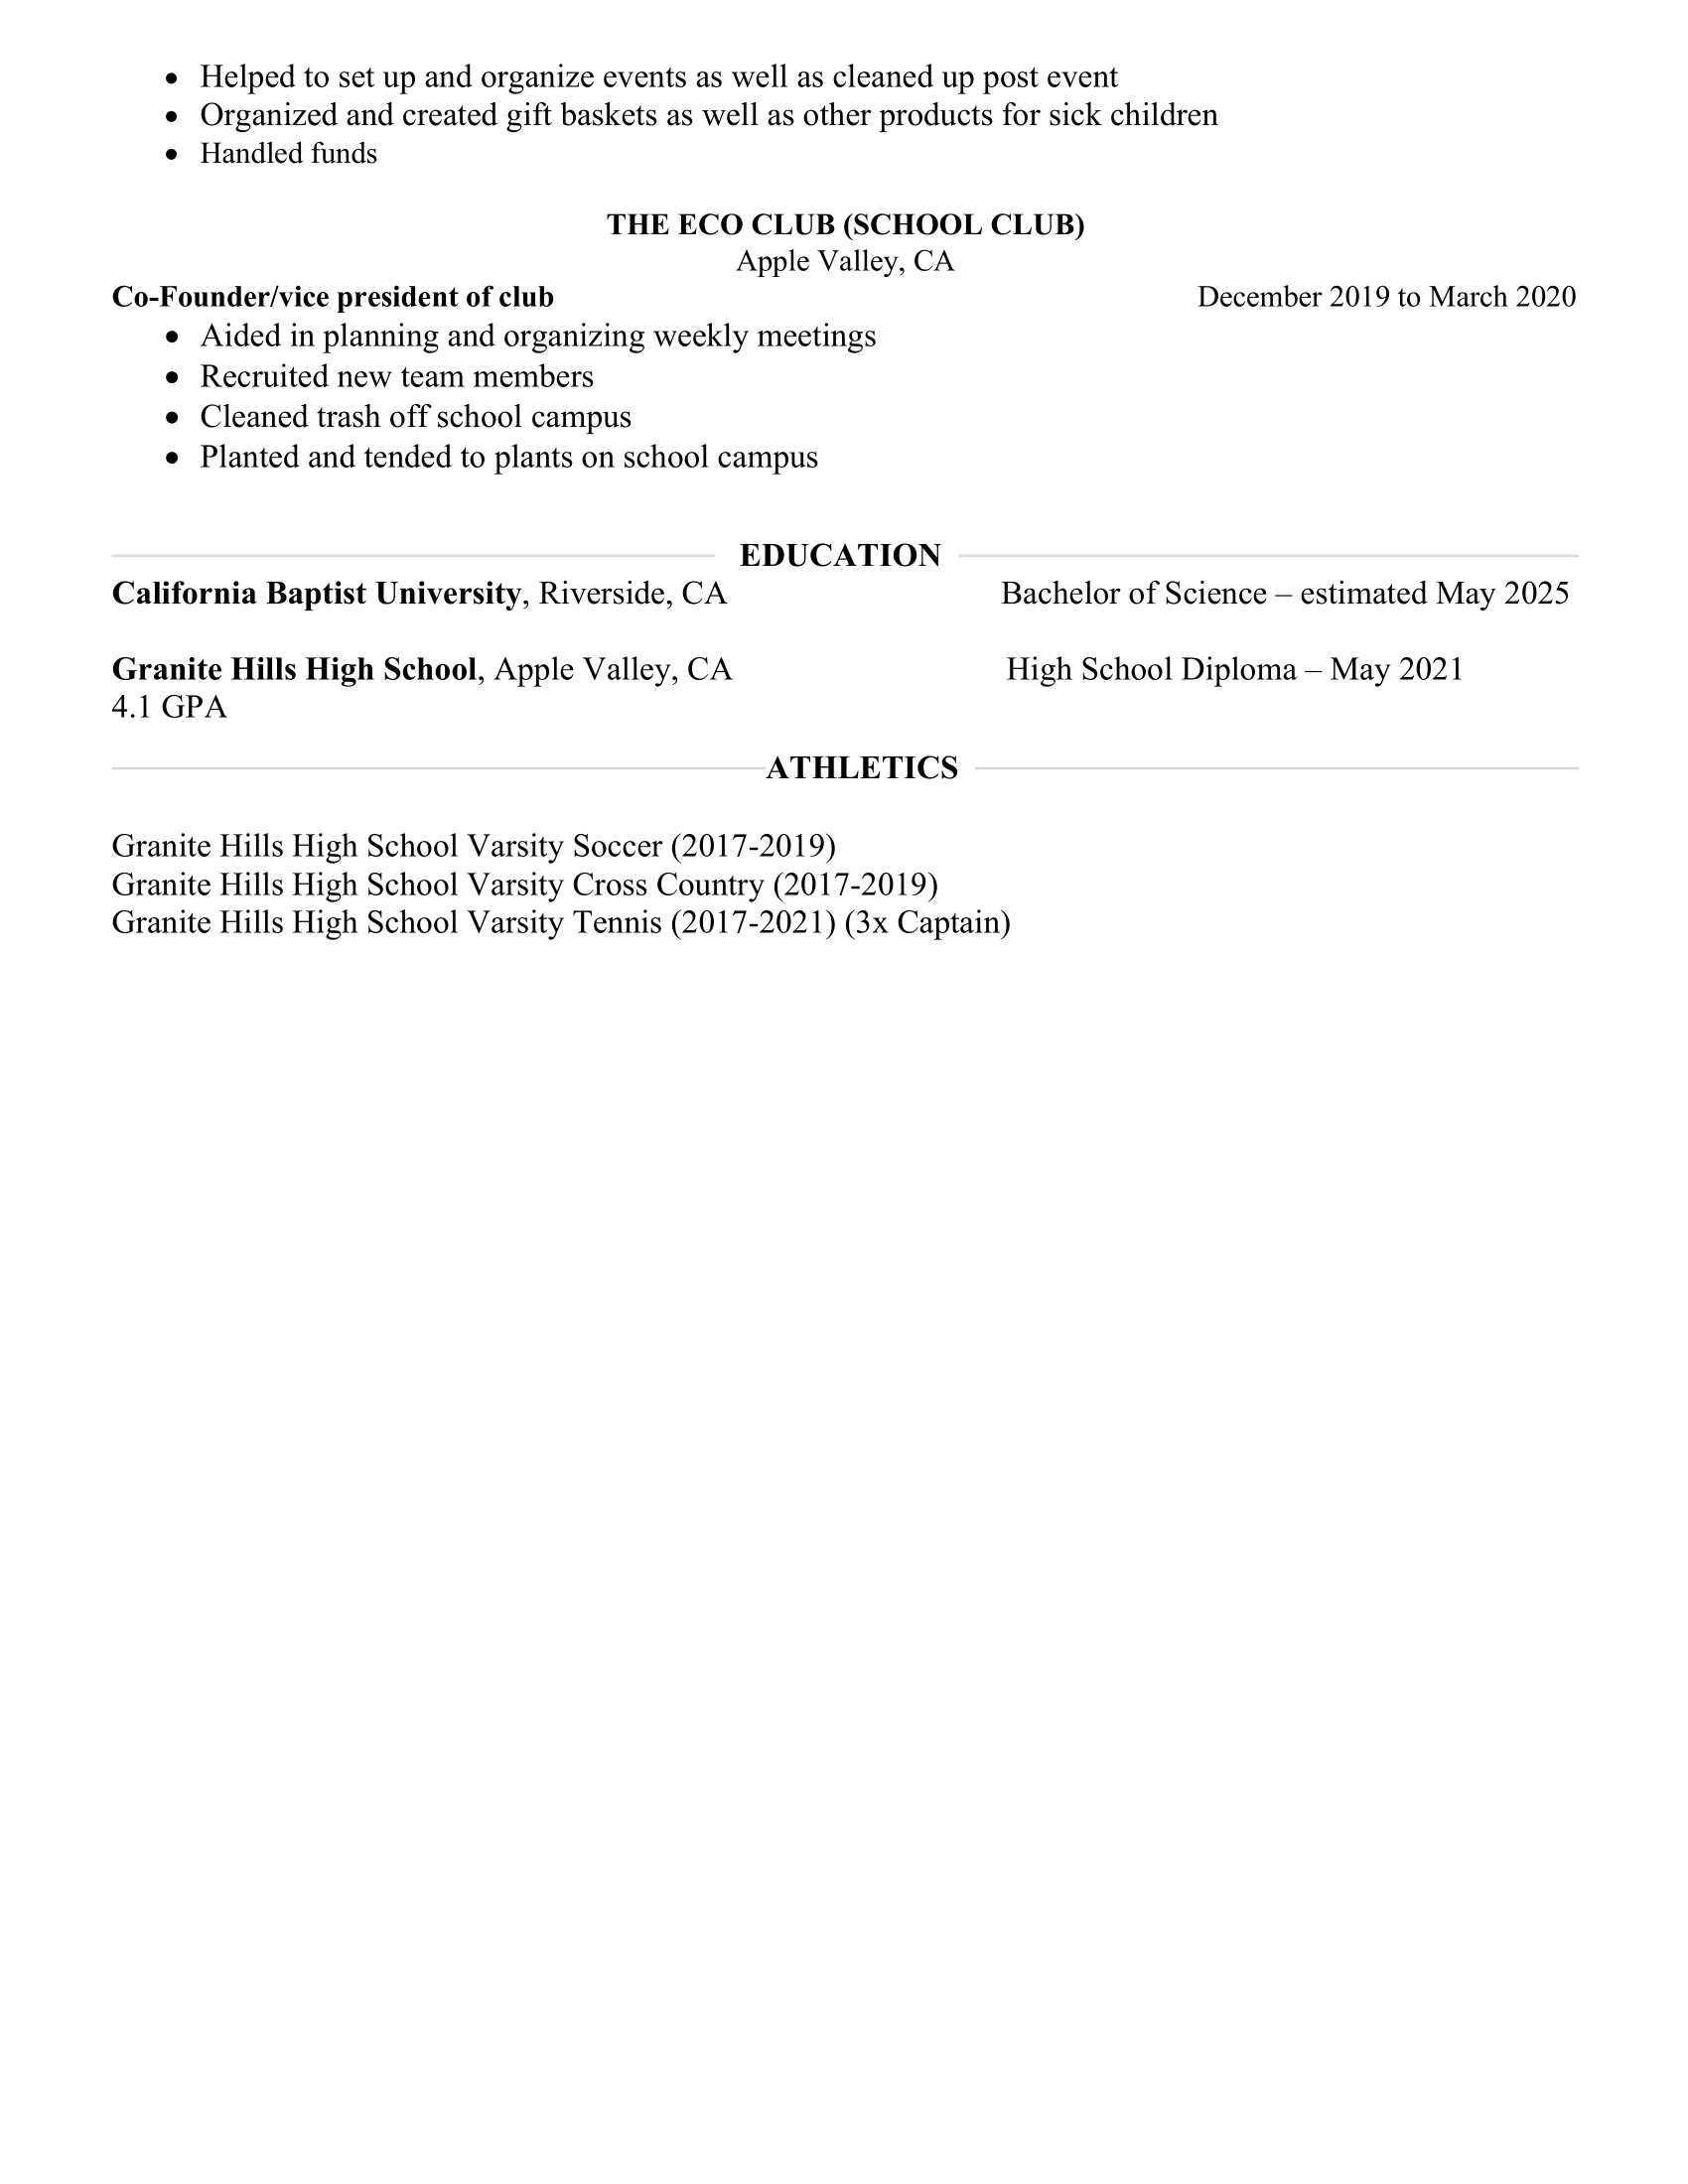 • Helped to set up and organize events as well as cleaned up post event
• Organized and created gift baskets as well as other products for sick children
• Handled funds
THE ECO CLUB (SCHOOL CLUB)
Apple Valley, CA
Co-Founder/vice president of club December 2019 to March 2020
• Aided in planning and organizing weekly meetings
• Recruited new team members
• Cleaned trash off school campus
• Planted and tended to plants on school campus
EDUCATION
California Baptist University, Riverside, CA Bachelor of Science – estimated May 2025
Granite Hills High School, Apple Valley, CA High School Diploma – May 2021
4.1 GPA
ATHLETICS
Granite Hills High School Varsity Soccer (2017-2019)
Granite Hills High School Varsity Cross Country (2017-2019)
Granite Hills High School Varsity Tennis (2017-2021) (3x Captain)